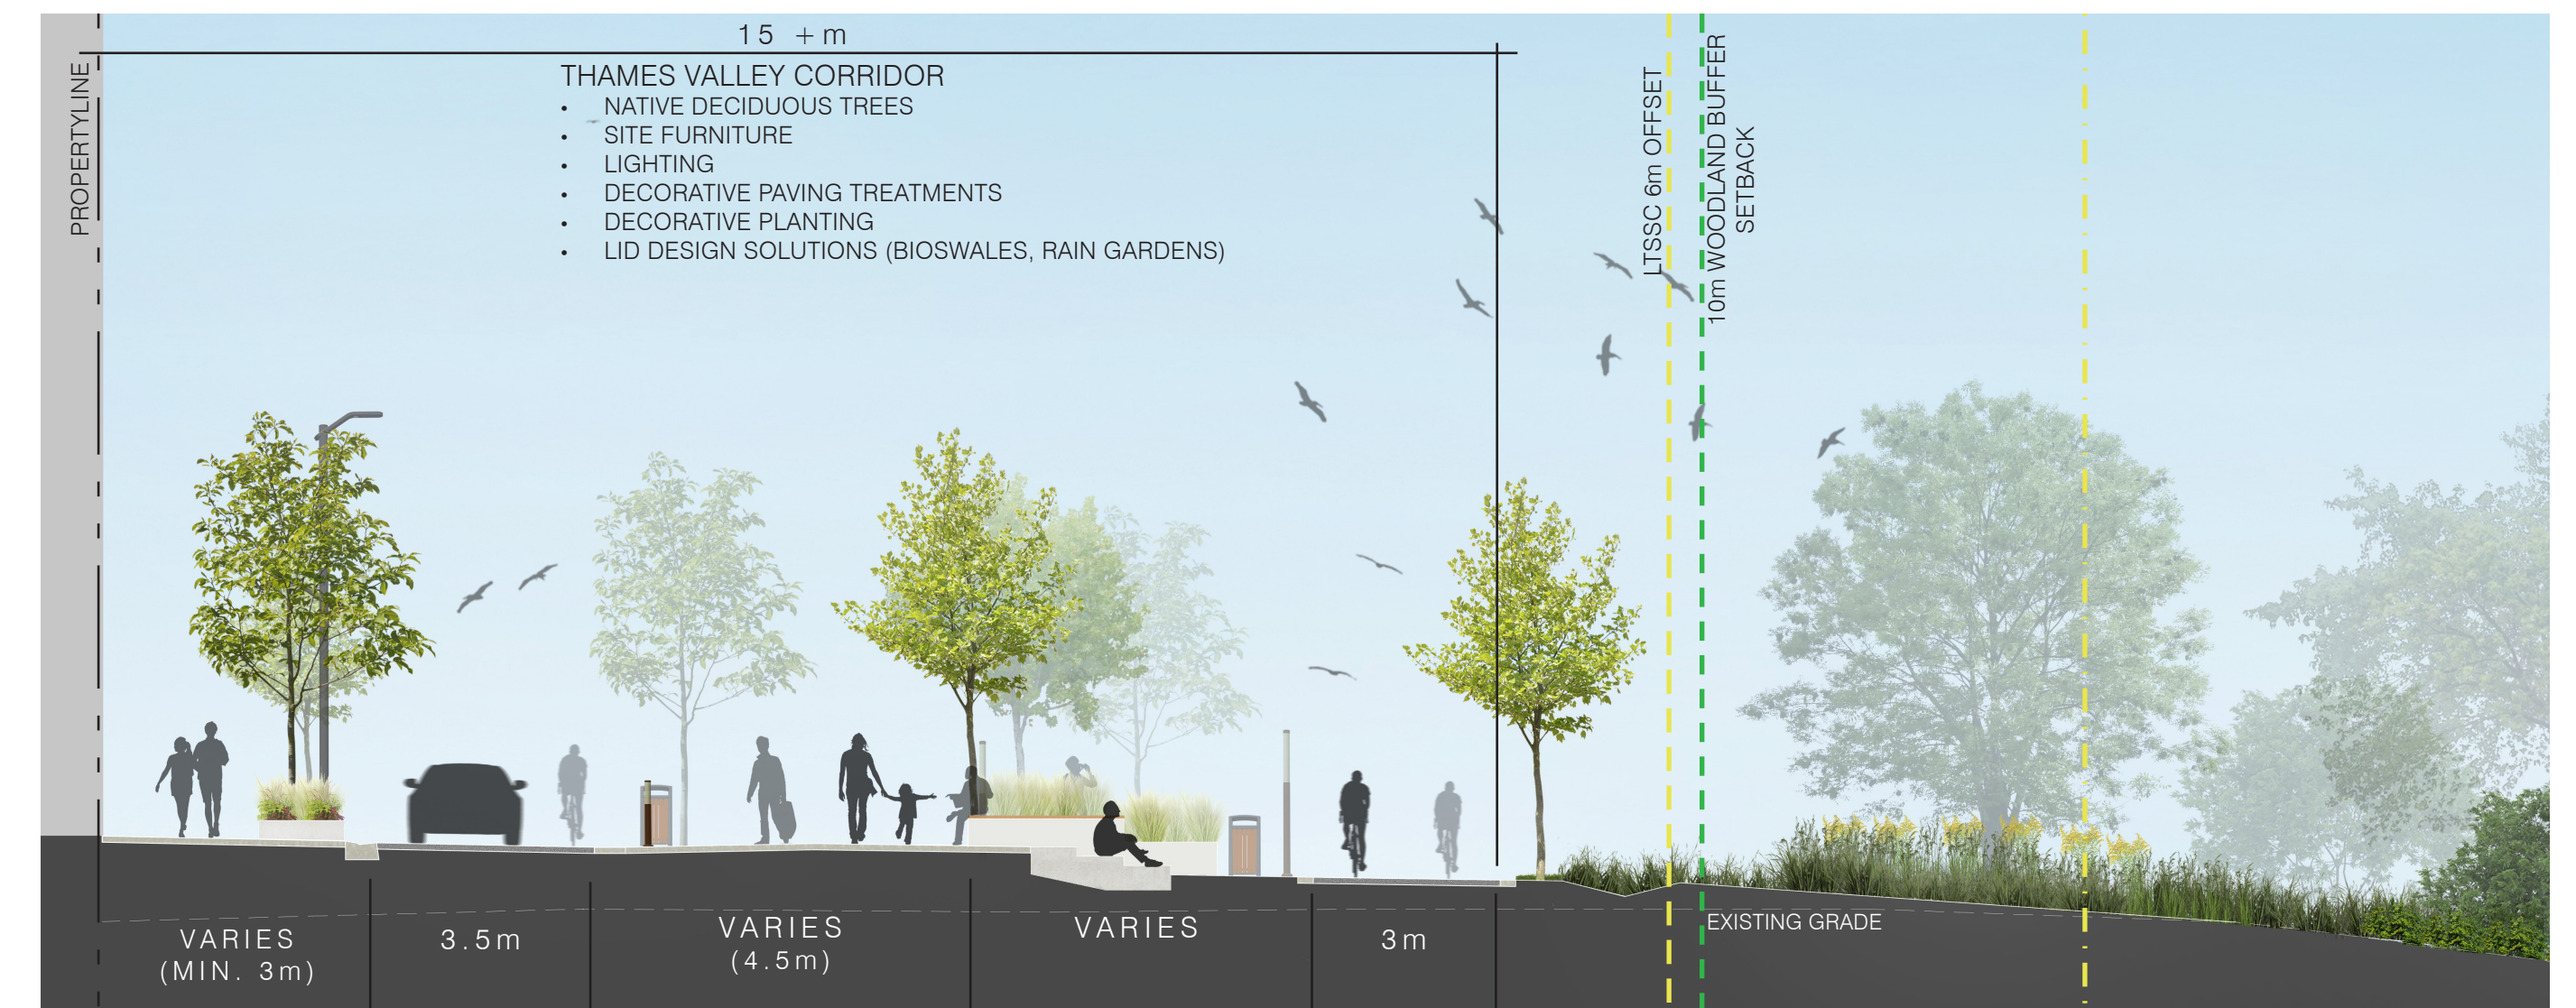 15 +m
PROPERTYLINE
THAMES VALLEY CORRIDOR
• NATIVE DECIDUOUS TREES
• SITE FURNITURE
• LIGHTING
• DECORATIVE PAVING TREATMENTS
• DECORATIVE PLANTING
• LID DESIGN SOLUTIONS (BIOSWALES, RAIN GARDENS)
LTSSC 6m OFFSET
10m WOODLAND BUFFER
SETBACK
VARIES
(MIN. 3m)
3.5m
VARIES
(4.5m)
VARIES
3m
EXISTING GRADE